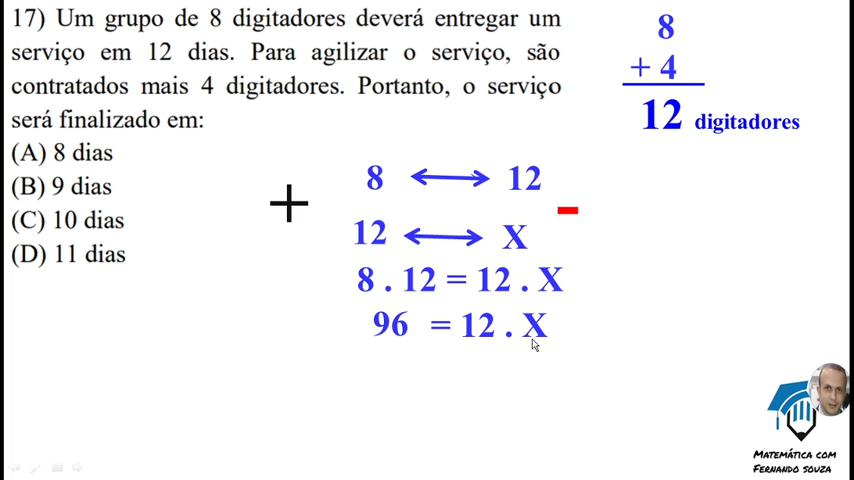 17) Um grupo de 8 digitadores deverá entregar um
serviço em 12 dias. Para agilizar o serviço, são
contratados mais 4 digitadores. Portanto, o serviço
será finalizado em:
(A) 8 dias
(B) 9 dias
(C) 10 dias
(D) 11 dias
8
+ 4
12 digitadores
+ 8 12 -
12 X
8 . 12 = 12 . X
96 = 12 . X
Matemática com
Fernando souza